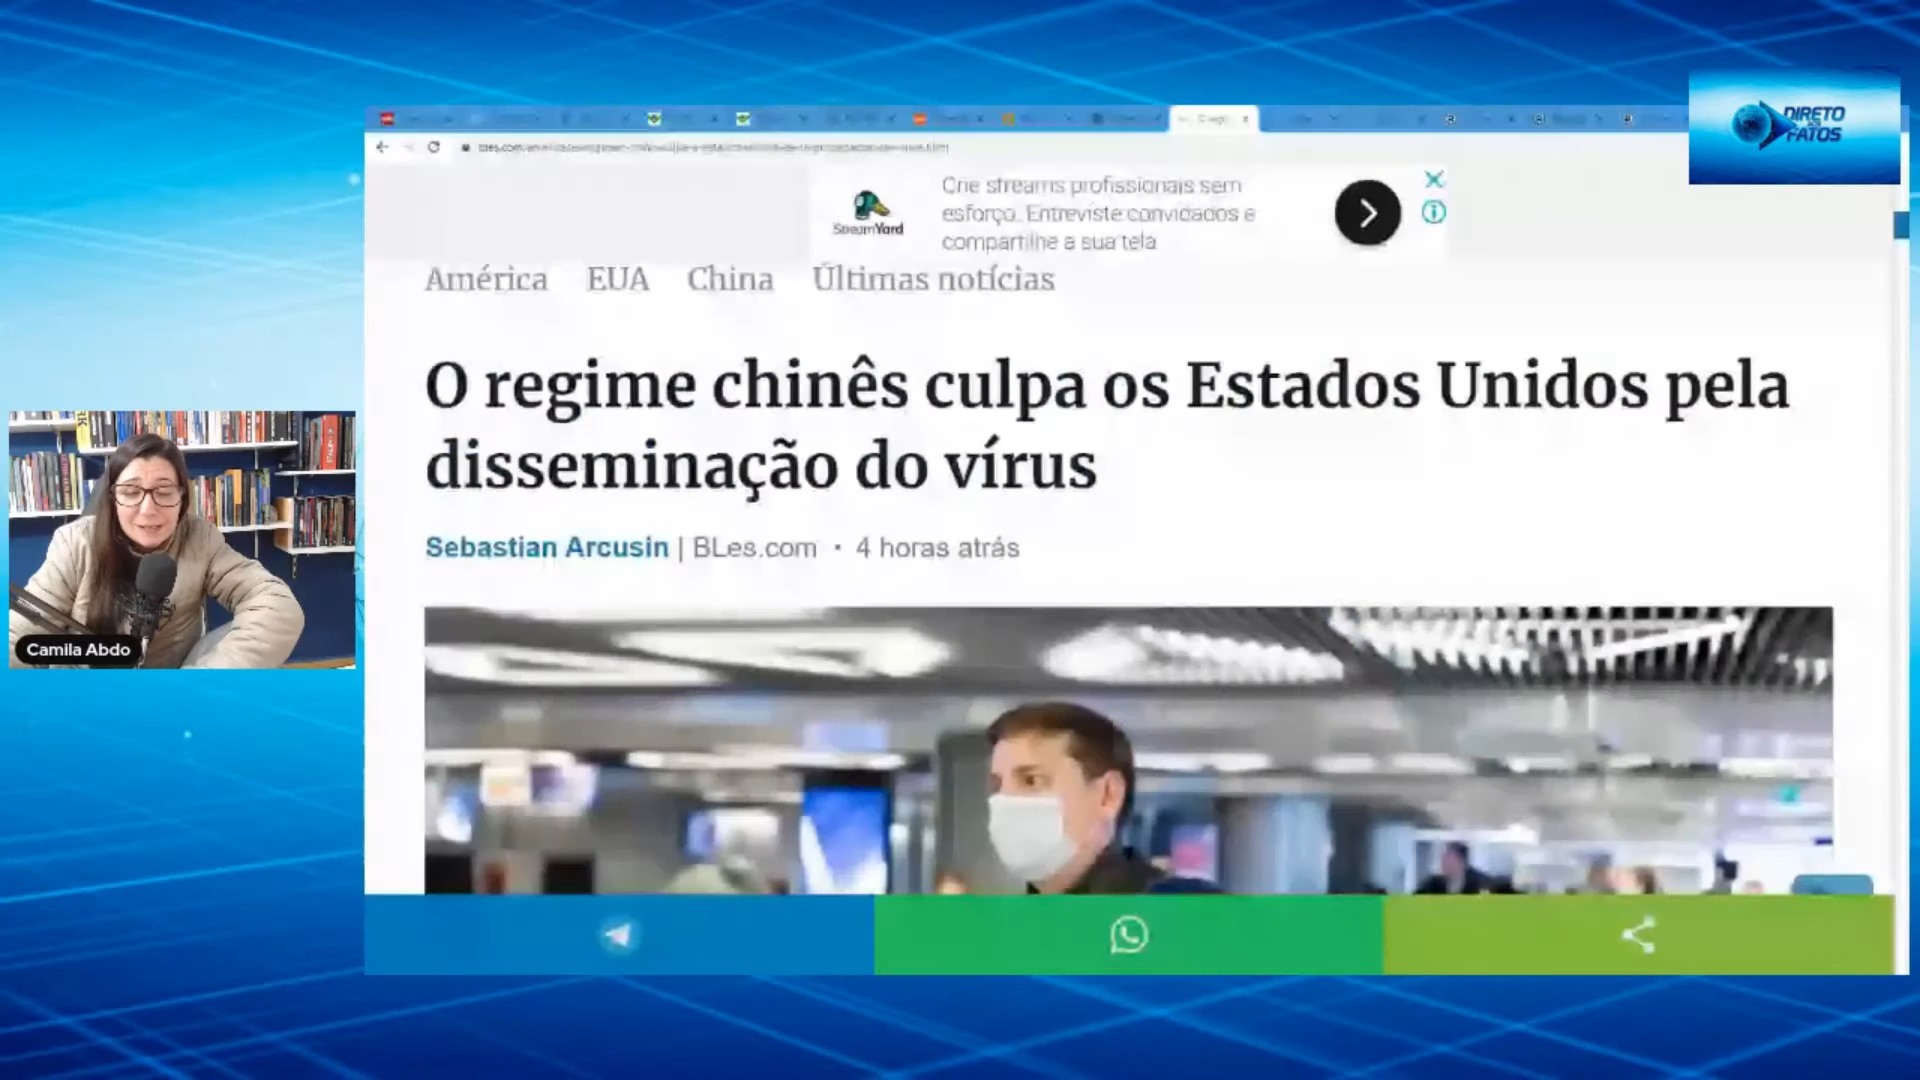 DIRETO
AOS
FATOS
StreamYard
Crie streams profissionais sem
esforço. Entreviste convidados e
compartilhe a sua tela
América EUA China Últimas notícias
O regime chinês culpa os Estados Unidos pela
disseminação do vírus
Sebastian Arcusin | BLes.com • 4 horas atrás
Camila Abdo